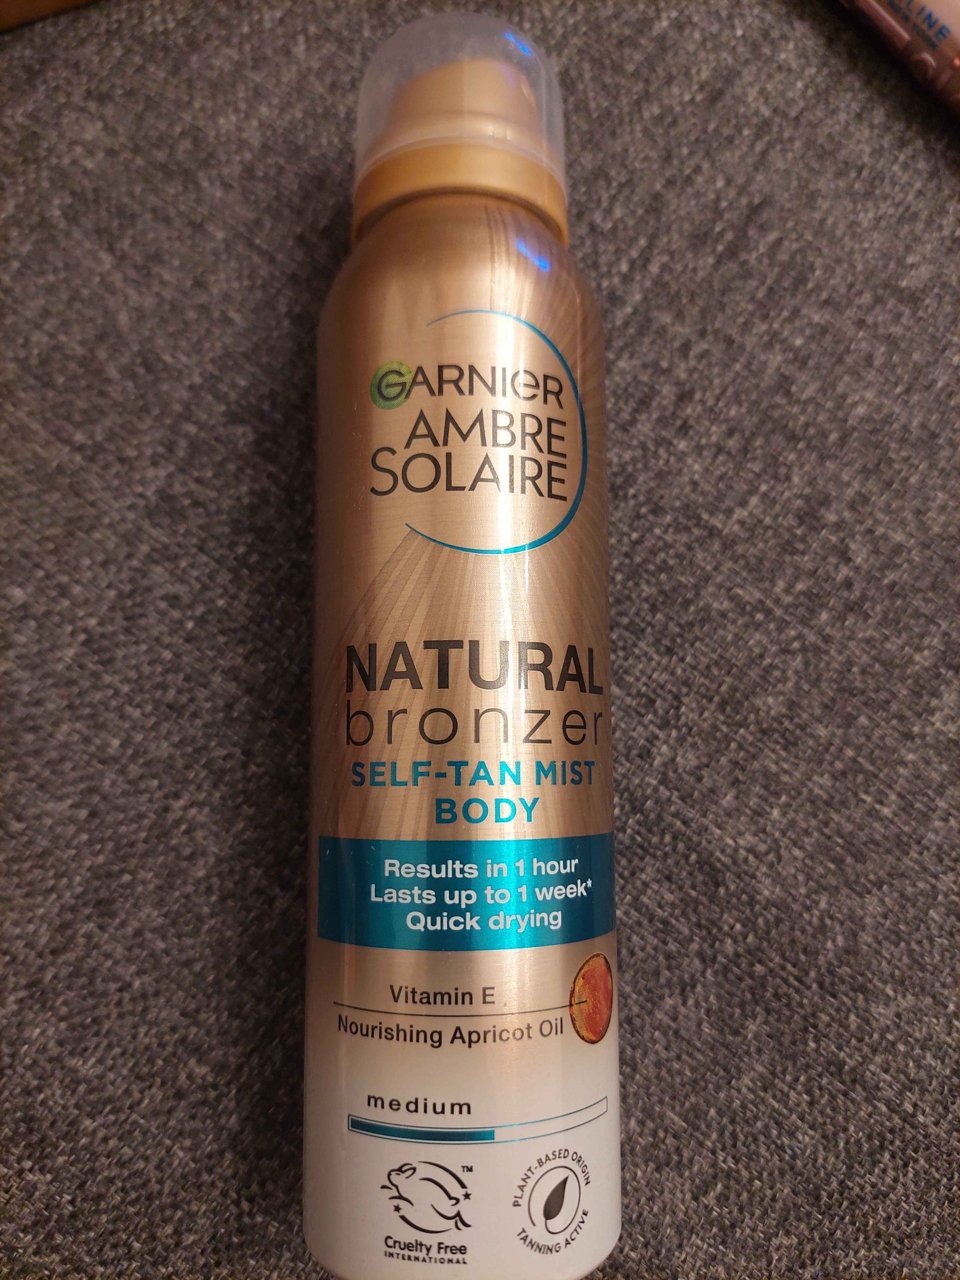 GARNIER
AMBRE
SOLAIRE
NATURAL
bronzer
SELF-TAN MIST
BODY
Results in 1 hour
Lasts up to 1 week*
Quick drying
Vitamin E
Nourishing Apricot Oil
medium
TM
Cruelty Free
INTERNATIONAL
PLANT-BASED ORIGIN
TANNING ACTIVE